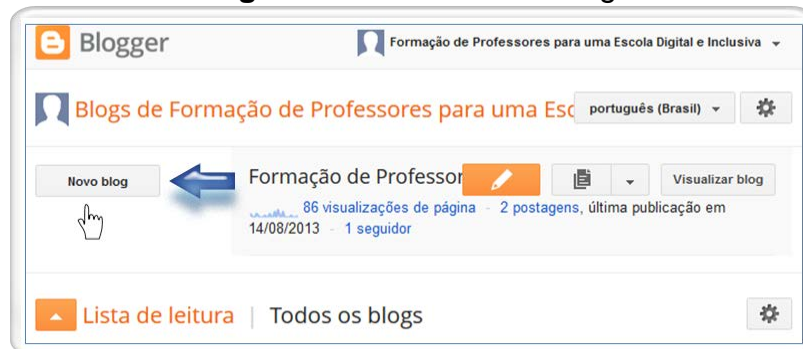 Blogger
Formação de Professores para uma Escola Digital e Inclusiva
Blogs de Formação de Professores para uma Esc
português (Brasil)
Novo blog
Formação de Professor
Visualizar blog
86 visualizações de página - 2 postagens, última publicação em
14/08/2013 - 1 seguidor
Lista de leitura | Todos os blogs